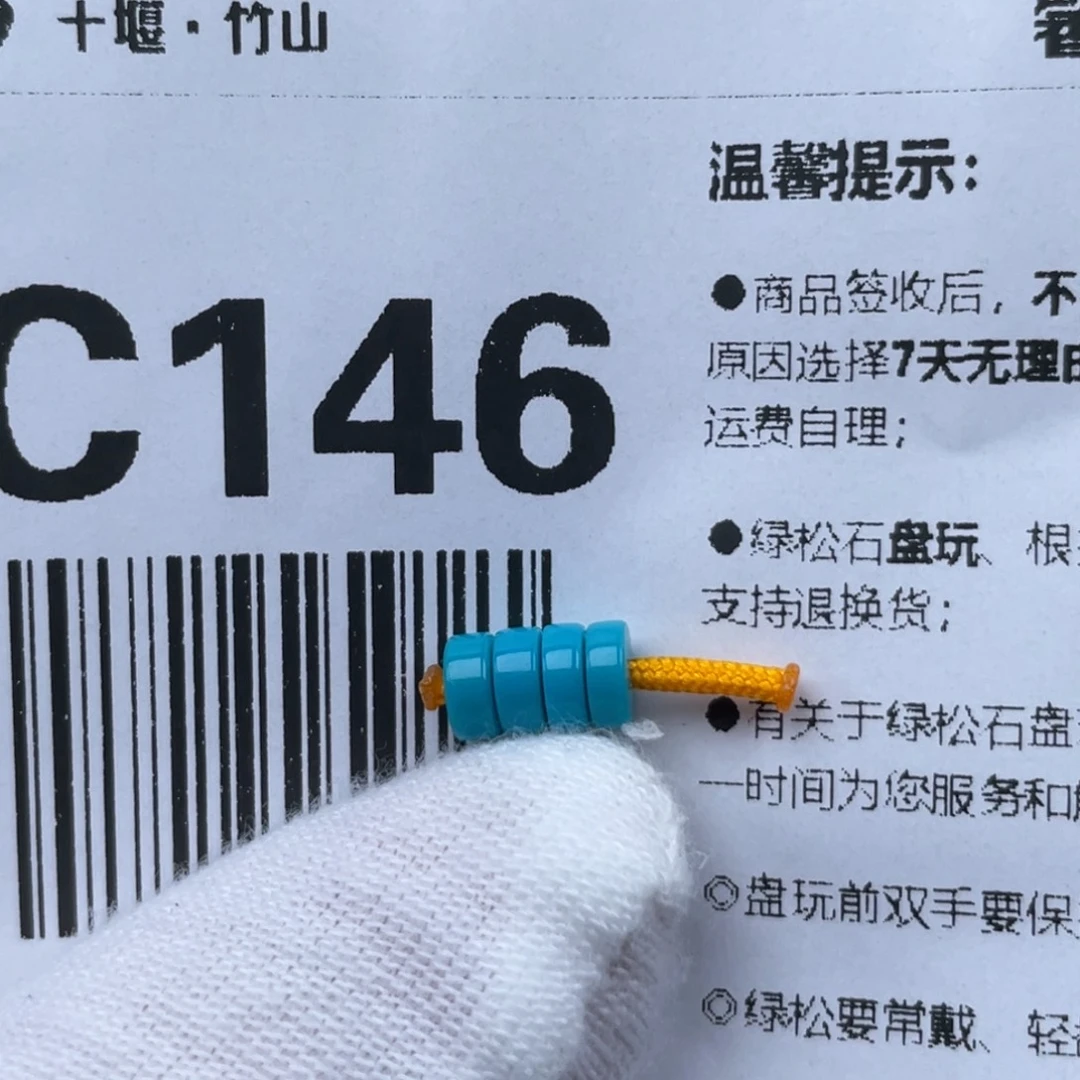 十堰·竹山
C146
温馨提示：
●商品签收后，不
原因选择7天无理由
运费自理；
●绿松石盘玩、根
支持退换货；
●有关于绿松石盘
一时间为您服务和
◎盘玩前双手要保
◎绿松要常戴、轻